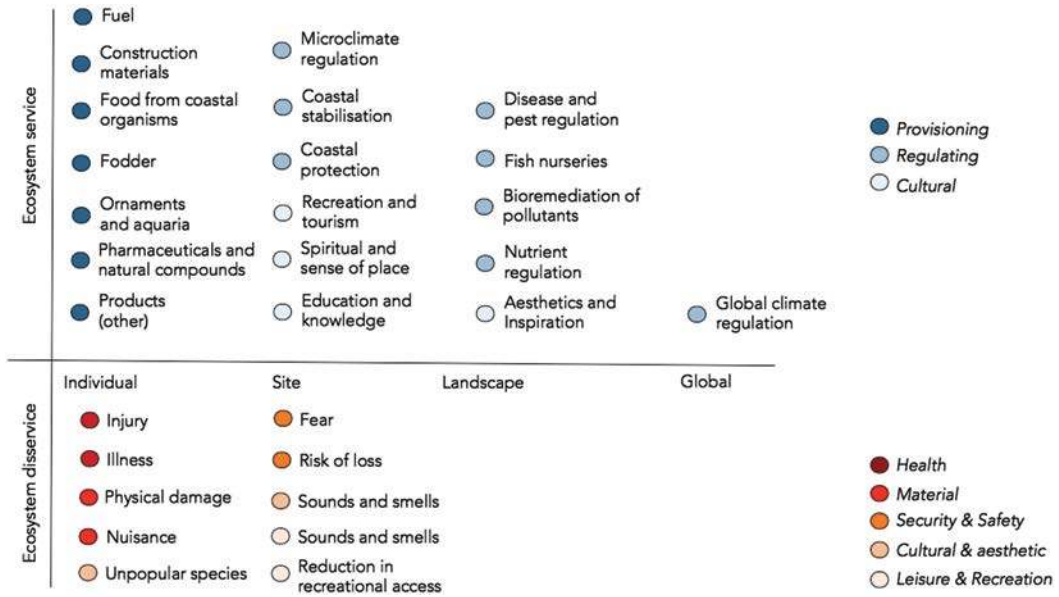 Ecosystem service
Fuel
Construction
materials
Food from coastal
organisms
Fodder
Ornaments
and aquaria
Pharmaceuticals and
natural compounds
Products
(other)
Microclimate
regulation
Coastal
stabilisation
Coastal
protection
Recreation and
tourism
Spiritual and
sense of place
Education and
knowledge
Disease and
pest regulation
Fish nurseries
Bioremediation of
pollutants
Nutrient
regulation
Aesthetics and
Inspiration
Global climate
regulation
Provisioning
Regulating
Cultural
Individual
Site
Landscape
Global
Ecosystem disservice
Injury
Illness
Physical damage
Nuisance
Unpopular species
Fear
Risk of loss
Sounds and smells
Sounds and smells
Reduction in
recreational access
Health
Material
Security & Safety
Cultural & aesthetic
Leisure & Recreation